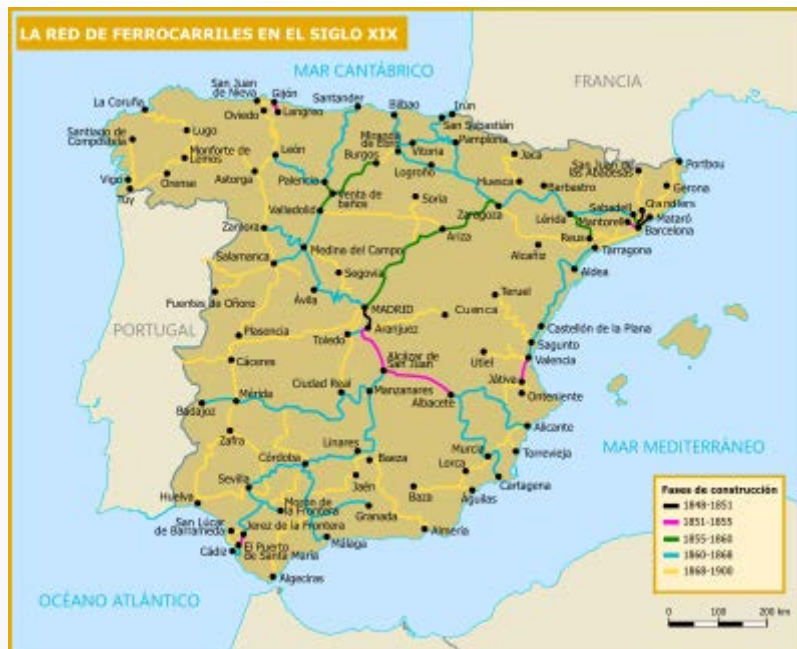 LA RED DE FERROCARRILES EN EL SIGLO XIX
MAR CANTÁBRICO
FRANCIA
San Juan
de Nieva
Gijón
Santander
Bilbao
Irún
La Coruña
Oviedo
Langreo
San Sebastián
Portbou
Santiago de
Compostela
Lugo
Miranda
de Ebro
Vitoria
Pamplona
Jaca
San Juan de
las Abadesas
Monforte de
Lemos
León
Burgos
Logroño
Huesca
Barbastro
Gerona
Vigo
Orense
Astorga
Palencia
Venta de
baños
Soria
Sabadell
Granollers
Tuy
Valladolid
Zaragoza
Lérida
Martorell
Mataró
Barcelona
Zamora
Ariza
Reus
Tarragona
Medina del Campo
Salamanca
Segovia
Alcañiz
Aldea
Ávila
Teruel
Fuentes de Oñoro
MADRID
Cuenca
PORTUGAL
Plasencia
Aranjuez
Castellón de la Plana
Toledo
Sagunto
Alcázar de
San Juan
Utiel
Valencia
Cáceres
Ciudad Real
Manzanares
Játiva
Mérida
Albacete
Onteniente
Badajoz
Alicante
Zafra
Linares
Murcia
Torrevieja
MAR MEDITERRÁNEO
Córdoba
Baeza
Lorca
Sevilla
Jaén
Cartagena
Huelva
Moron de
la Frontera
Baza
Águilas
San Lúcar
de Barrameda
Jerez de la Frontera
Granada
Almería
Cádiz
El Puerto
de Santa María
Málaga
Algeciras
OCÉANO ATLÁNTICO
Fases de construcción
1848-1851
1851-1855
1855-1860
1860-1868
1868-1900
0 100 200 km